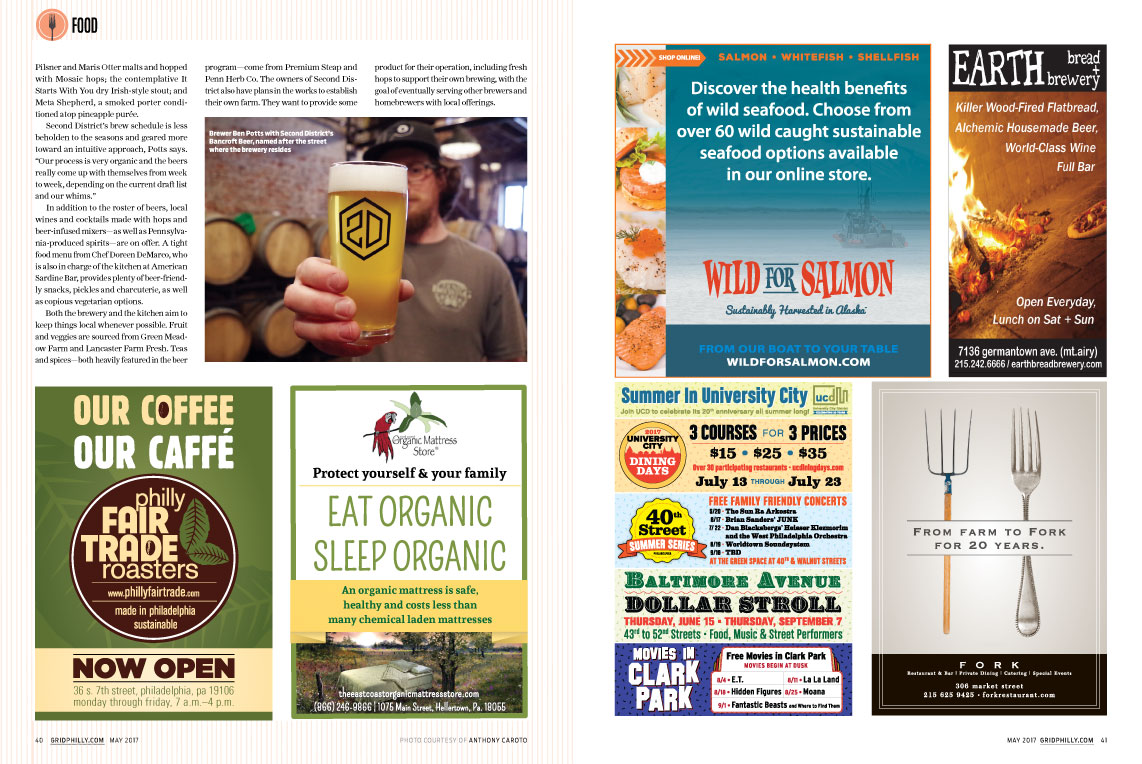 FOOD
Pilsner and Maris Otter malts and hopped
with Mosaic hops; the contemplative It
Starts With You dry Irish-style stout; and
Meta Shepherd, a smoked porter condi-
tioned atop pineapple purée.
Second District's brew schedule is less
beholden to the seasons and geared more
toward an intuitive approach, Potts says.
“Our process is very organic and the beers
really come up with themselves from week
to week, depending on the current draft list
and our whims.”
In addition to the roster of beers, local
wines and cocktails made with hops and
beer-infused mixers—as well as Pennsylva-
nia-produced spirits—are on offer. A tight
food menu from Chef Doreen DeMarco, who
is also in charge of the kitchen at American
Sardine Bar, provides plenty of beer-friend-
ly snacks, pickles and charcuterie, as well
as copious vegetarian options.
Both the brewery and the kitchen aim to
keep things local whenever possible. Fruit
and veggies are sourced from Green Mead-
ow Farm and Lancaster Farm Fresh. Teas
and spices—both heavily featured in the beer
program—come from Premium Steap and
Penn Herb Co. The owners of Second Dis-
trict also have plans in the works to establish
their own farm. They want to provide some
product for their operation, including fresh
hops to support their own brewing, with the
goal of eventually serving other brewers and
homebrewers with local offerings.
Brewer Ben Potts with Second District's
Bancroft Beer, named after the street
where the brewery resides
2D
OUR COFFEE
OUR CAFFÉ
philly
FAIR
TRADE
roasters
www.phillyfairtrade.com
made in philadelphia
sustainable
NOW OPEN
36 s. 7th street, philadelphia, pa 19106
monday through friday, 7 a.m.–4 p.m.
Organic Mattress
Store
Protect yourself & your family
EAT ORGANIC
SLEEP ORGANIC
An organic mattress is safe,
healthy and costs less than
many chemical laden mattresses
theeastcoastorganicmattressstore.com
(866) 246-9866 | 1075 Main Street, Hellertown, Pa. 18055
40 GRIDPHILLY.COM MAY 2017
PHOTO COURTESY OF ANTHONY CAROTO
SHOP ONLINE!
SALMON • WHITEFISH • SHELLFISH
Discover the health benefits
of wild seafood. Choose from
over 60 wild caught sustainable
seafood options available
in our online store.
WILD FOR SALMON
Sustainably Harvested in Alaska
FROM OUR BOAT TO YOUR TABLE
WILDFORSALMON.COM
EARTH bread
+
brewery
Killer Wood-Fired Flatbread,
Alchemic Housemade Beer,
World-Class Wine
Full Bar
Open Everyday,
Lunch on Sat + Sun
7136 germantown ave. (mt.airy)
215.242.6666 / earthbreadbrewery.com
Summer In University City
ucd
Join UCD to celebrate its 20th anniversary all summer long!
2017
UNIVERSITY
CITY
DINING
DAYS
3 COURSES FOR 3 PRICES
$15 • $25 • $35
Over 30 participating restaurants • ucdiningdays.com
July 13 THROUGH July 23
40th
Street
SUMMER SERIES
PHILADELPHIA
FREE FAMILY FRIENDLY CONCERTS
The Sun Ra Arkestra
Brian Sanders' JUNK
7/22 • Dan Blacksberg's Heiser Klezmorim
and the West Philadelphia Orchestra
Worldtown Soundsystem
TBD
AT THE GREEN SPACE AT 40TH & WALNUT STREETS
BALTIMORE AVENUE
DOLLAR STROLL
THURSDAY, JUNE 15 • THURSDAY, SEPTEMBER 7
43rd to 52nd Streets • Food, Music & Street Performers
MOVIES IN
CLARK
PARK
Free Movies in Clark Park
MOVIES BEGIN AT DUSK
8/4 • E.T. 8/11 • La La Land
8/18 • Hidden Figures 8/25 • Moana
9/1 • Fantastic Beasts and Where to Find Them
FROM FARM TO FORK
FOR 20 YEARS.
FORK
Restaurant & Bar | Private Dining | Catering | Special Events
306 market street
215 625 9425 • forkrestaurant.com
MAY 2017 GRIDPHILLY.COM 41